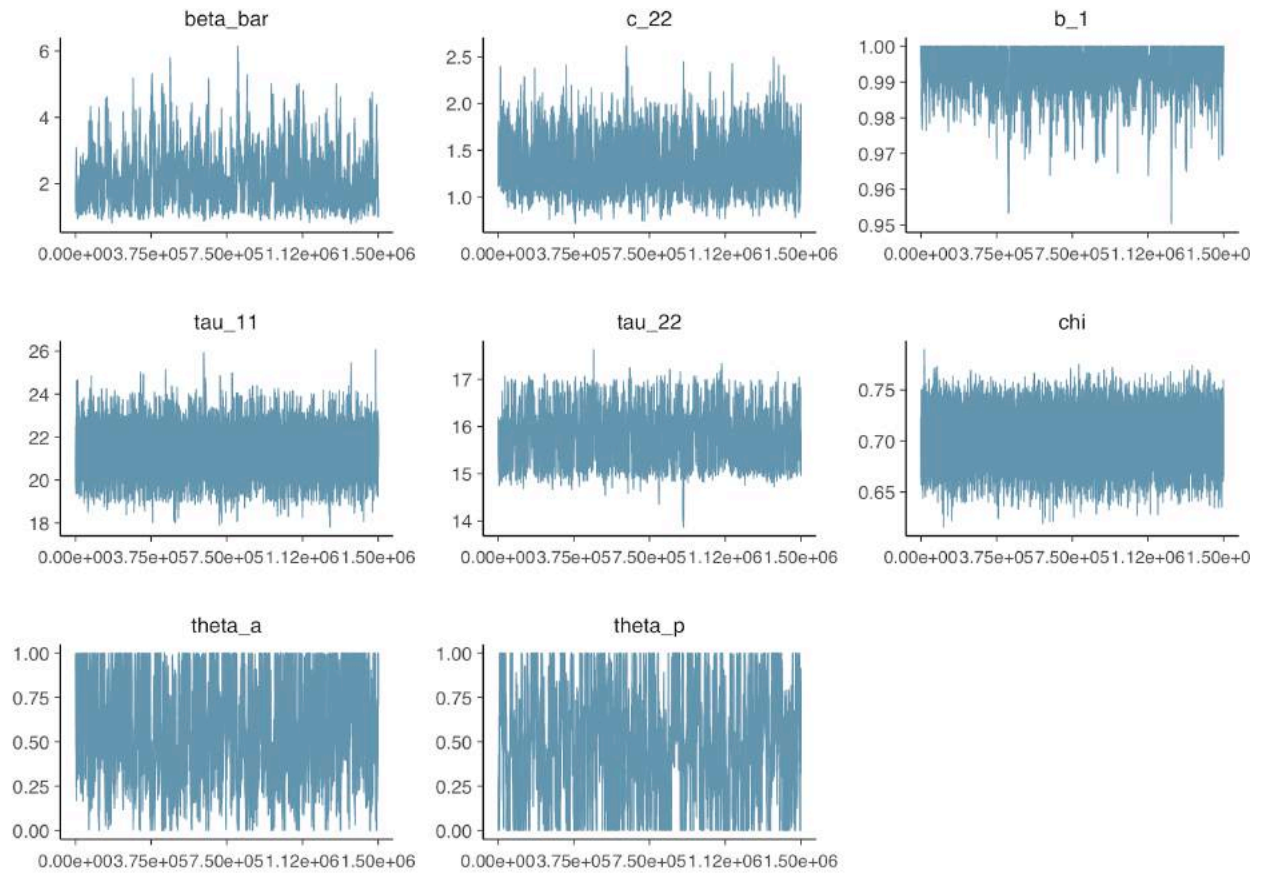 beta_bar c_22 b_1
6 2.5 1.00
4 2.0 0.99
2 1.5 0.98
1.0 0.97
0.96
0.95
0.00e+003.75e+057.50e+051.12e+061.50e+06 0.00e+003.75e+057.50e+051.12e+061.50e+06 0.00e+003.75e+057.50e+051.12e+061.50e+0
tau_11 tau_22 chi
26 17 0.75
24 16 0.70
22 15 0.65
20 14
18
0.00e+003.75e+057.50e+051.12e+061.50e+06 0.00e+003.75e+057.50e+051.12e+061.50e+06 0.00e+003.75e+057.50e+051.12e+061.50e+0
theta_a theta_p
1.00 1.00
0.75 0.75
0.50 0.50
0.25 0.25
0.00 0.00
0.00e+003.75e+057.50e+051.12e+061.50e+06 0.00e+003.75e+057.50e+051.12e+061.50e+06